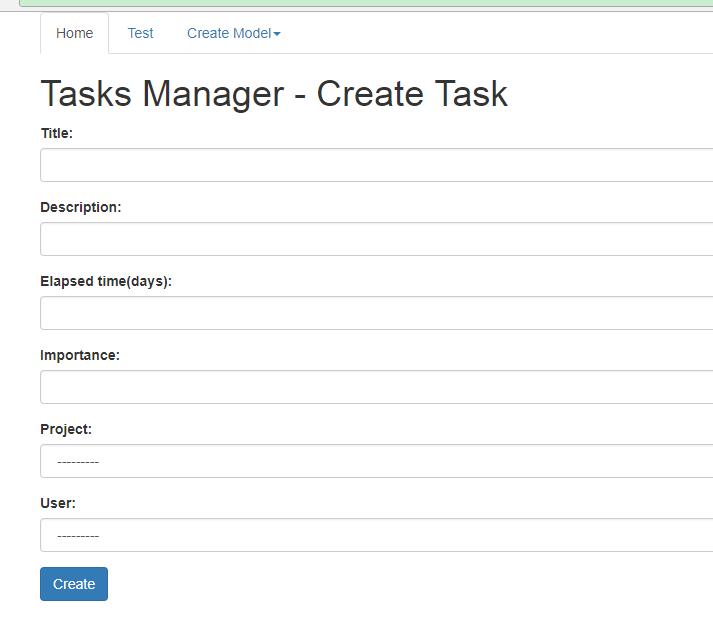 Home Test Create Model
Tasks Manager - Create Task
Title:
Description:
Elapsed time(days):
Importance:
Project:
---------
User:
---------
Create